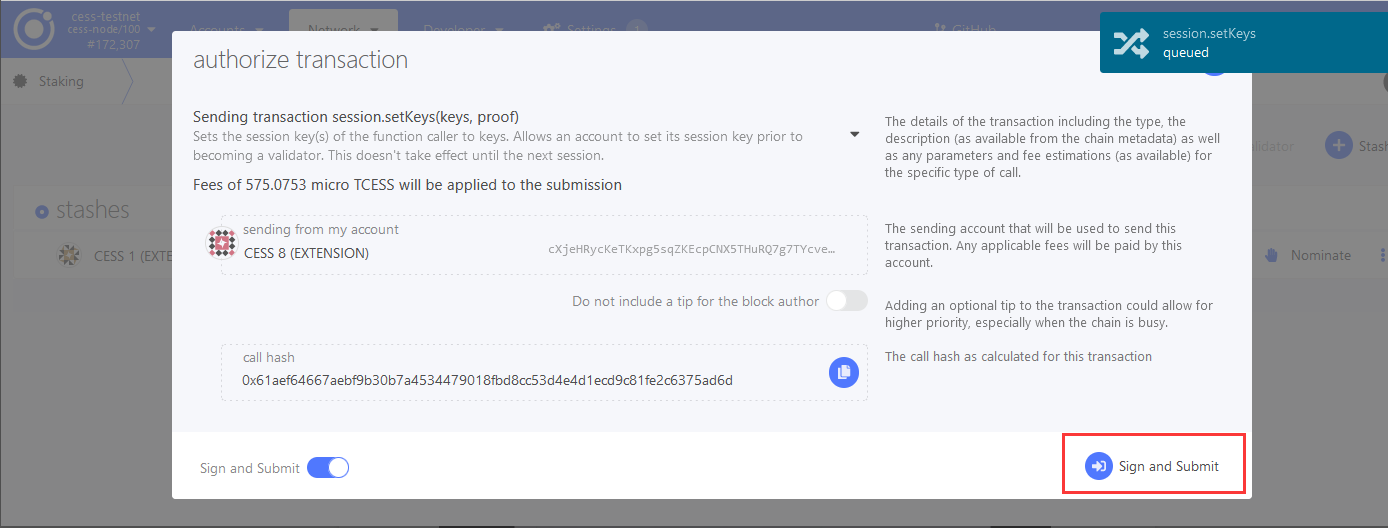 cess-testnet
cess-node/100
#172,307
Accounts
Network
Developer
Settings
1
GitHub
session.setKeys
queued
Staking
authorize transaction
Sending transaction session.setKeys(keys, proof)
Sets the session key(s) of the function caller to keys. Allows an account to set its session key prior to
becoming a validator. This doesn't take effect until the next session.
Fees of 575.0753 micro TCESS will be applied to the submission
The details of the transaction including the type, the
description (as available from the chain metadata) as well
as any parameters and fee estimations (as available) for
the specific type of call.
alidator
Stash
stashes
CESS 1 (EXTE
Nominate
sending from my account
CESS 8 (EXTENSION)
cXjeHRycKeTKxpg5sqZKEcpCNX5THuRQ7g7TYcve…
The sending account that will be used to send this
transaction. Any applicable fees will be paid by this
account.
Do not include a tip for the block author
Adding an optional tip to the transaction could allow for
higher priority, especially when the chain is busy.
call hash
0x61aef64667aebf9b30b7a4534479018fbd8cc53d4e4d1ecd9c81fe2c6375ad6d
The call hash as calculated for this transaction
Sign and Submit
Sign and Submit